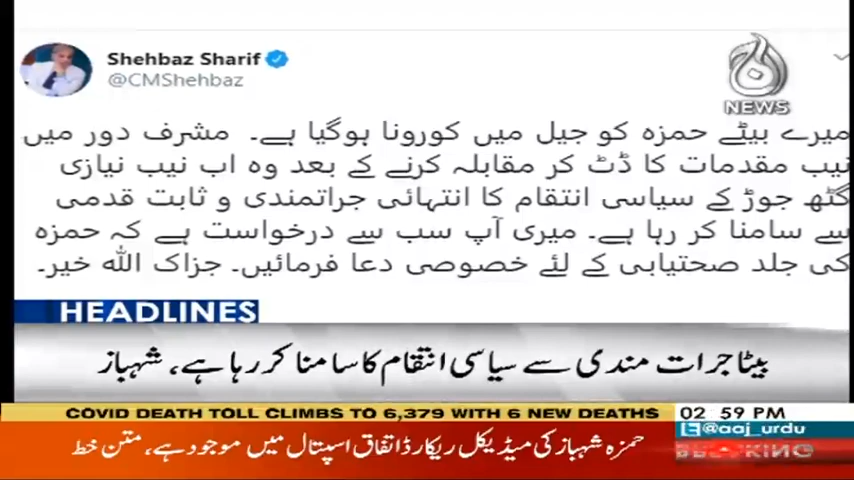 Shehbaz Sharif
@CMShehbaz
NEWS
میرے بیٹے حمزہ کو جیل میں کورونا ہوگیا ہے۔ مشرف دور میں
نیب مقدمات کا ڈٹ کر مقابلہ کرنے کے بعد وہ اب نیب نیازی
گٹھ جوڑ کے سیاسی انتقام کا انتہائی جراتمندی و ثابت قدمی
سے سامنا کر رہا ہے۔ میری آپ سب سے درخواست ہے کہ حمزہ
کی جلد صحتیابی کے لئے خصوصی دعا فرمائیں۔ جزاک اللہ خیر۔
HEADLINES
بیٹا جرات مندی سے سیاسی انتقام کا سامنا کر رہا ہے، شہباز
COVID DEATH TOLL CLIMBS TO 6,379 WITH 6 NEW DEATHS
02:59 PM
@aaj_urdu
حمزہ شہباز کی میڈیکل ریکارڈ اتفاق اسپتال میں موجود ہے، متن خط
BREAKING